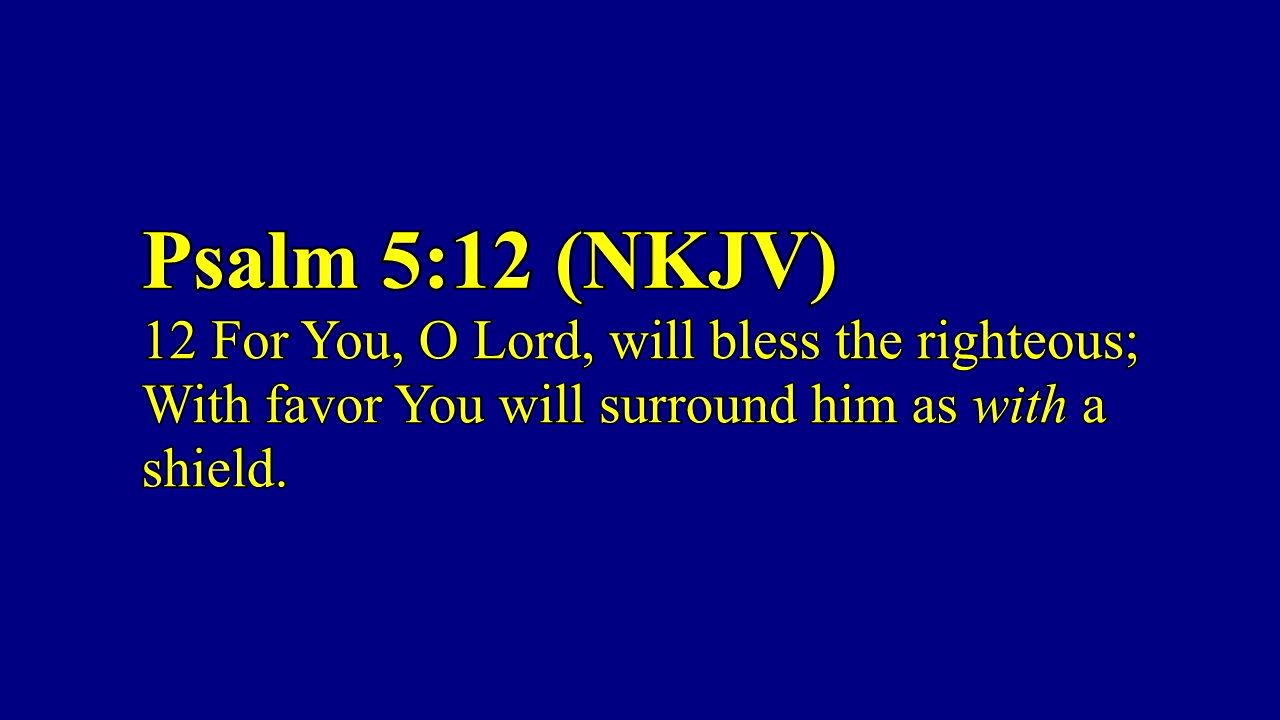 Psalm 5:12 (NKJV)
12 For You, O Lord, will bless the righteous;
With favor You will surround him as with a
shield.